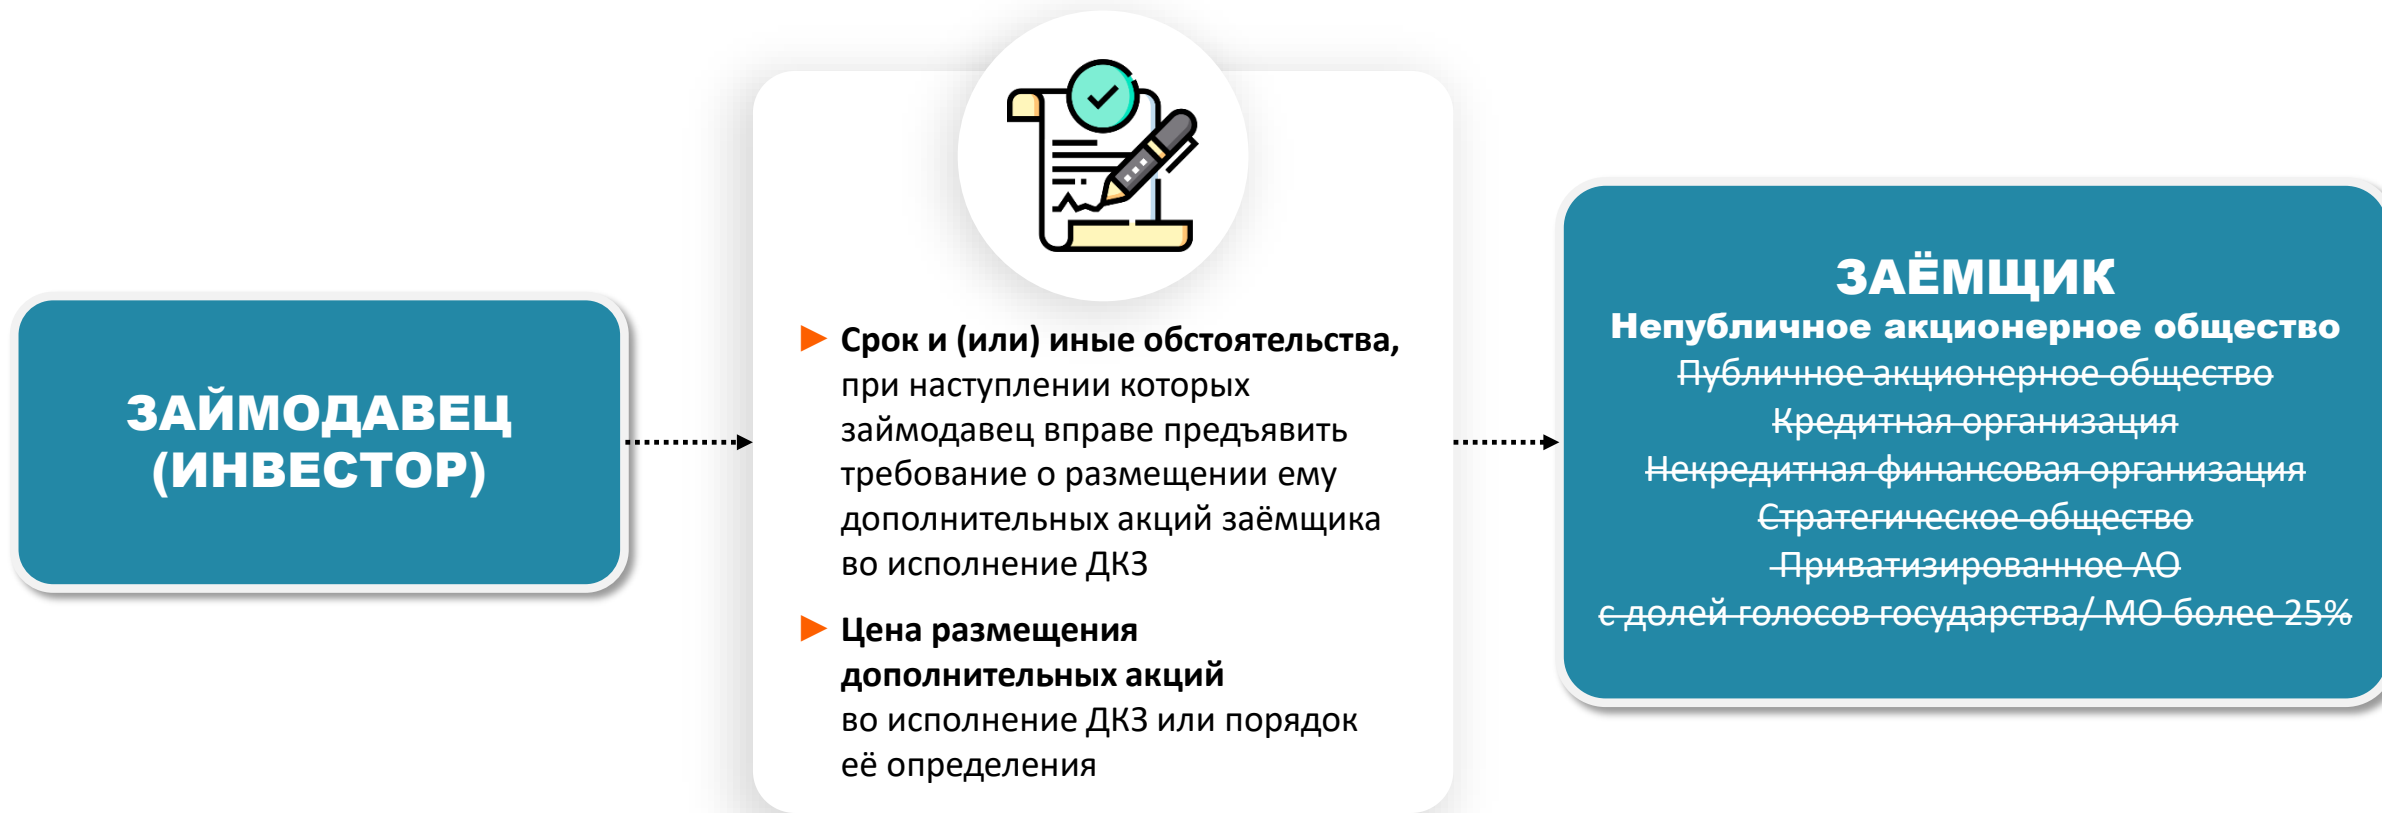 ЗАЙМОДАВЕЦ
(ИНВЕСТОР)
Срок и (или) иные обстоятельства,
при наступлении которых
займодавец вправе предъявить
требование о размещении ему
дополнительных акций заёмщика
во исполнение ДКЗ
Цена размещения
дополнительных акций
во исполнение ДКЗ или порядок
её определения
ЗАЁМЩИК
Непубличное акционерное общество
Публичное акционерное общество
Кредитная организация
Некредитная финансовая организация
Стратегическое общество
Приватизированное АО
с долей голосов государства/ МО более 25%